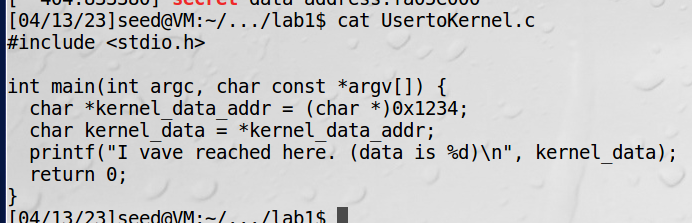 secret data address:fa05e000
[04/13/23]seed@VM:~/.../lab1$ cat UsertoKernel.c
#include <stdio.h>
int main(int argc, char const *argv[]) {
  char *kernel_data_addr = (char *)0x1234;
  char kernel_data = *kernel_data_addr;
  printf("I vave reached here. (data is %d)\n", kernel_data);
  return 0;
}
[04/13/23]seed@VM:~/.../lab1$